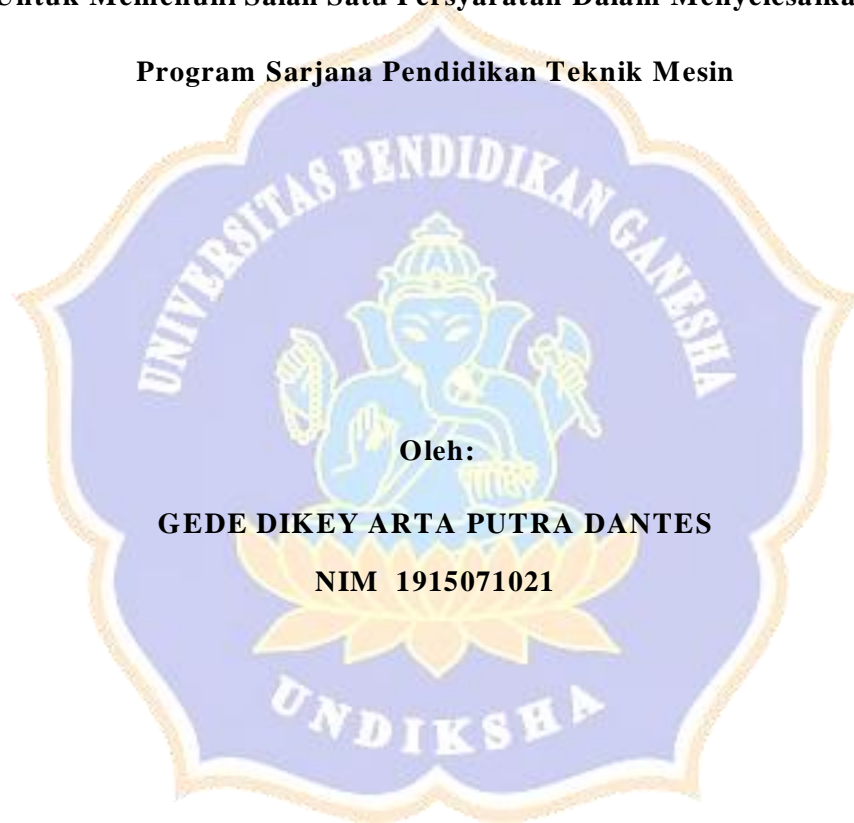 Untuk Memenuhi Salah Satu Persyaratan Dalam
Program Sarjana Pendidikan Teknik Mesin
UNIVERSITAS PENDIDIKAN GANESHA
Oleh:
GEDE DIKEY ARTA PUTRA DANTES
NIM 1915071021
UNDIKSHA